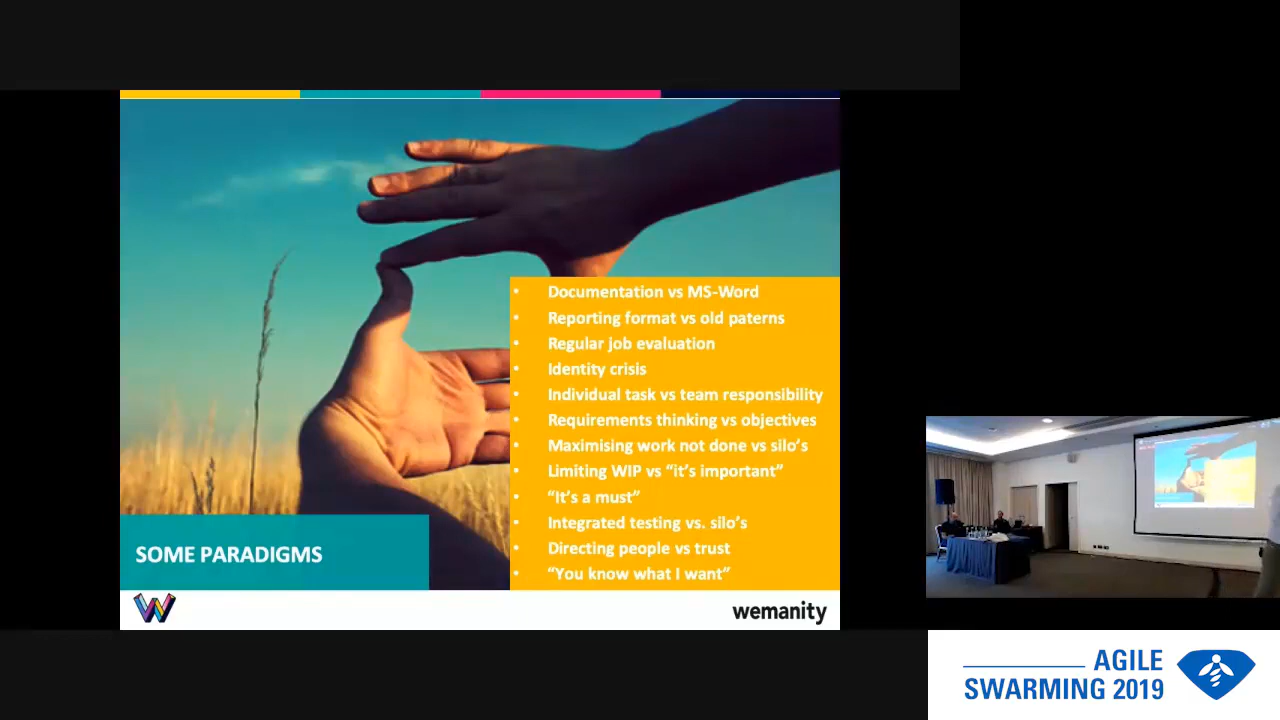 • Documentation vs MS-Word
• Reporting format vs old paterns
• Regular job evaluation
• Identity crisis
• Individual task vs team responsibility
• Requirements thinking vs objectives
• Maximising work not done vs silo’s
• Limiting WIP vs “it’s important”
• “It’s a must”
• Integrated testing vs. silo’s
• Directing people vs trust
• “You know what I want”
SOME PARADIGMS
W
wemanity
AGILE
SWARMING 2019